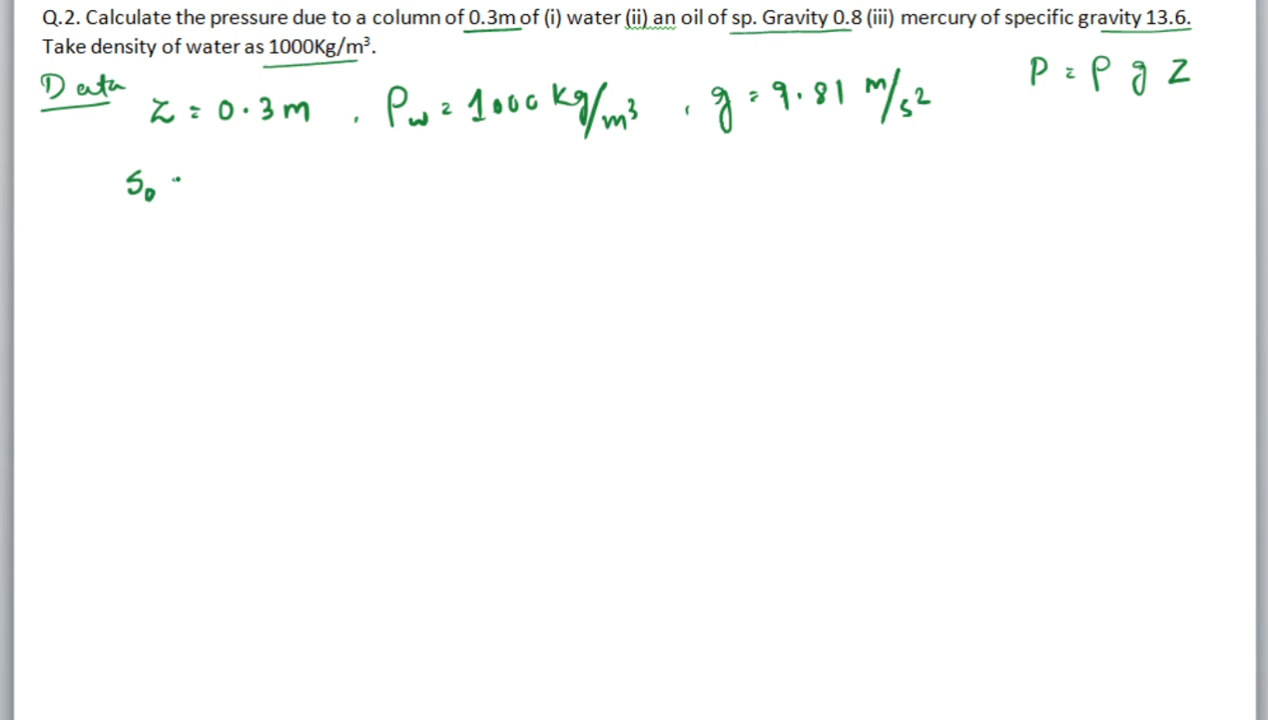 Q.2. Calculate the pressure due to a column of 0.3m of (i) water (ii) an oil of sp. Gravity 0.8 (iii) mercury of specific gravity 13.6.
Take density of water as 1000Kg/m³.
P = ρ g Z
Data
Z = 0.3 m , ρw = 1000 kg/m³ , g = 9.81 m/s²
S₀